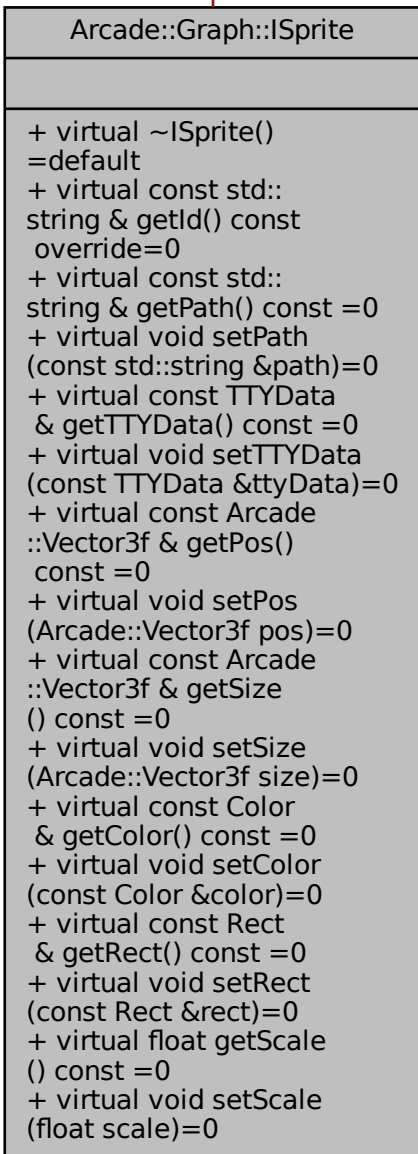 Arcade::Graph::ISprite
+ virtual ~ISprite()
=default
+ virtual const std::
string & getId() const
override=0
+ virtual const std::
string & getPath() const =0
+ virtual void setPath
(const std::string &path)=0
+ virtual const TTYData
& getTTYData() const =0
+ virtual void setTTYData
(const TTYData &ttyData)=0
+ virtual const Arcade
::Vector3f & getPos()
const =0
+ virtual void setPos
(Arcade::Vector3f pos)=0
+ virtual const Arcade
::Vector3f & getSize
() const =0
+ virtual void setSize
(Arcade::Vector3f size)=0
+ virtual const Color
& getColor() const =0
+ virtual void setColor
(const Color &color)=0
+ virtual const Rect
& getRect() const =0
+ virtual void setRect
(const Rect &rect)=0
+ virtual float getScale
() const =0
+ virtual void setScale
(float scale)=0